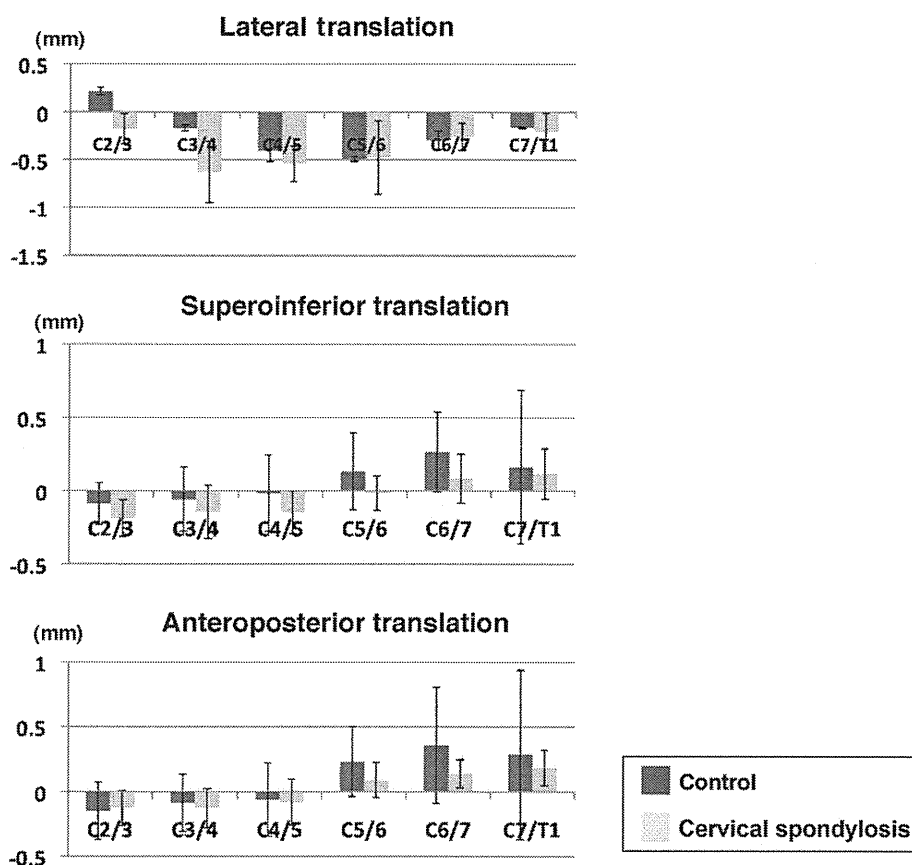 Lateral translation
(mm)
0.5
0
-0.5
-1
-1.5
C2/3 C3/4 C4/5 C5/6 C6/7 C7/T1
Superoinferior translation
(mm)
1
0.5
0
-0.5
C2/3 C3/4 C4/5 C5/6 C6/7 C7/T1
Anteroposterior translation
(mm)
1
0.5
0
-0.5
C2/3 C3/4 C4/5 C5/6 C6/7 C7/T1
Control
Cervical spondylosis